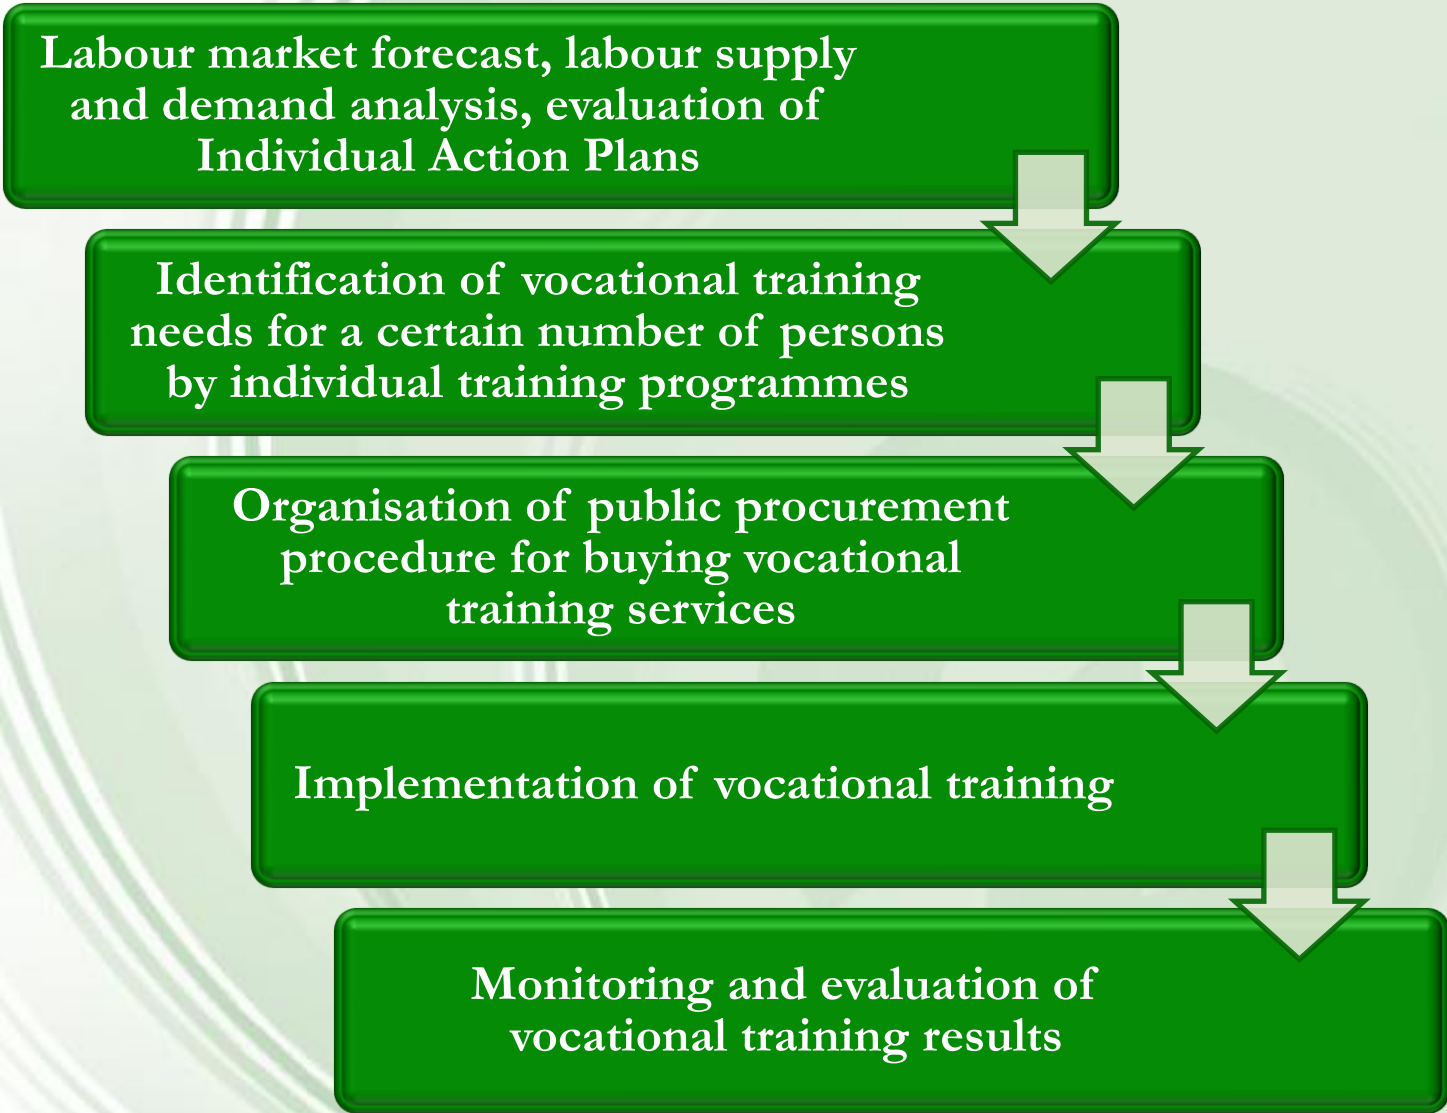 Labour market forecast, labour supply
and demand analysis, evaluation of
Individual Action Plans
Identification of vocational training
needs for a certain number of persons
by individual training programmes
Organisation of public procurement
procedure for buying vocational
training services
Implementation of vocational training
Monitoring and evaluation of
vocational training results